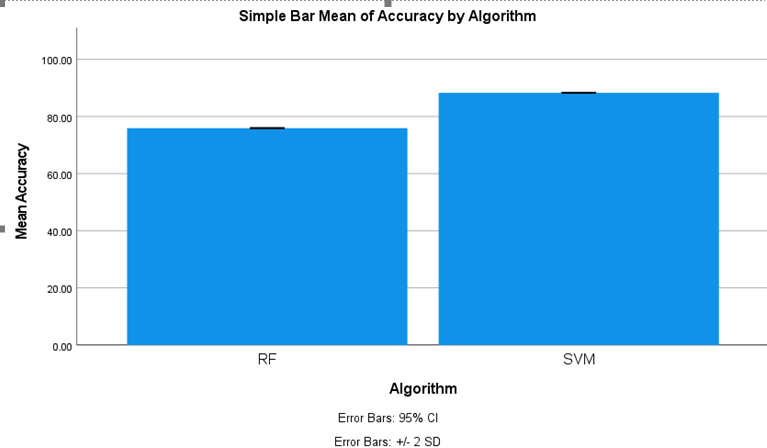 Simple Bar Mean of Accuracy by Algorithm
100.00
80.00
60.00
40.00
20.00
0.00
Mean Accuracy
RF SVM
Algorithm
Error Bars: 95% CI
Error Bars: +/- 2 SD